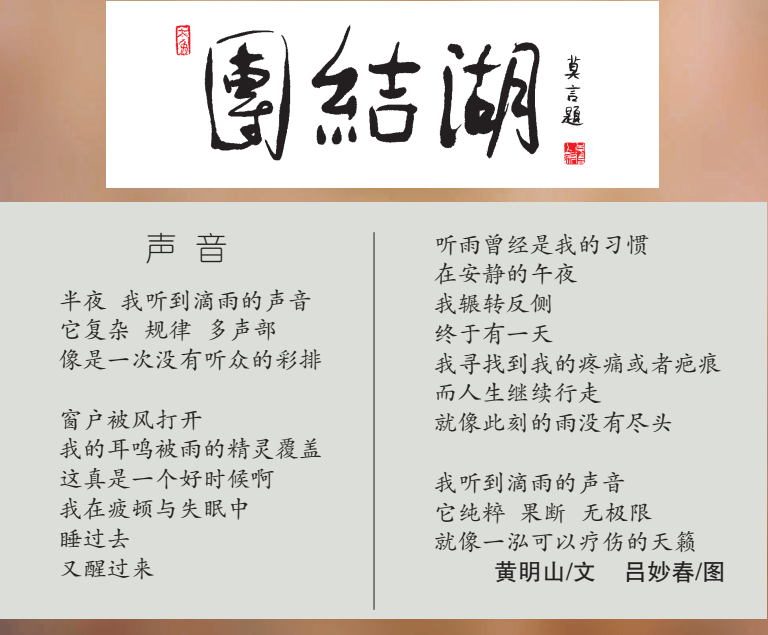 團結湖
莫言題
声音
半夜 我听到滴雨的声音
它复杂 规律 多声部
像是一次没有听众的彩排
窗户被风打开
我的耳鸣被雨的精灵覆盖
这真是一个好时候啊
我在疲顿与失眠中
睡过去
又醒过来
听雨曾经是我的习惯
在安静的午夜
我辗转反侧
终于有一天
我寻找到我的疼痛或者疤痕
而人生继续行走
就像此刻的雨没有尽头
我听到滴雨的声音
它纯粹 果断 无极限
就像一泓可以疗伤的天籁
黄明山/文 吕妙春/图